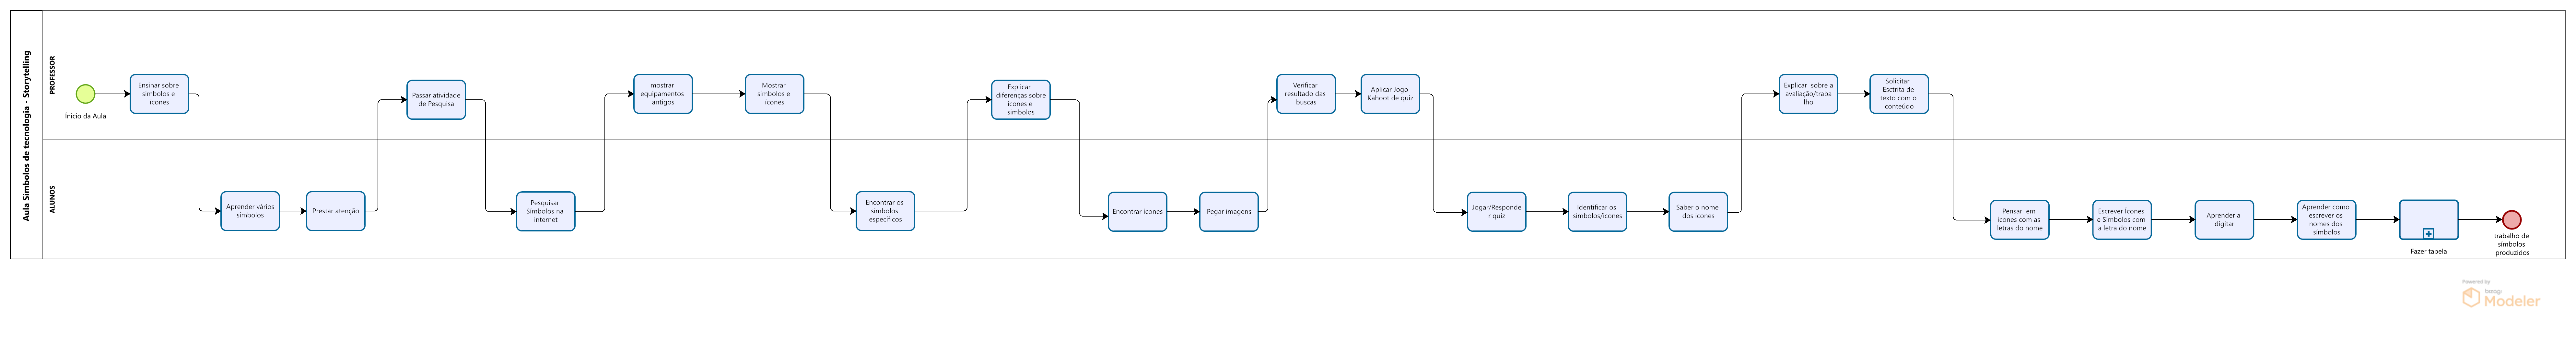 Aula Símbolos de tecnologia - Storytelling
PROFESSOR
Ínicio da Aula
Ensinar sobre
símbolos e
ícones
Aprender vários
símbolos
Prestar atenção
Passar atividade
de Pesquisa
Pesquisar
Símbolos na
internet
mostrar
equipamentos
antigos
Mostrar
símbolos e
ícones
Encontrar os
símbolos
específicos
Explicar
diferenças sobre
ícones e
símbolos
Encontrar ícones
Pegar imagens
Verificar
resultado das
buscas
Aplicar Jogo
Kahoot de quiz
Jogar/Responde
r quiz
Identificar os
símbolos/ícones
Saber o nome
dos ícones
Explicar sobre a
avaliação/traba
lho
Solicitar
Esctrita de
texto com o
conteúdo
ALUNOS
Pensar em
ícones com as
letras do nome
Escrever Ícones
e Símbolos com
a letra do nome
Aprender a
digitar
Aprender como
escrever os
nomes dos
símbolos
Fazer tabela
trabalho de
símbolos
produzidos
Powered by
bizagi
Modeler